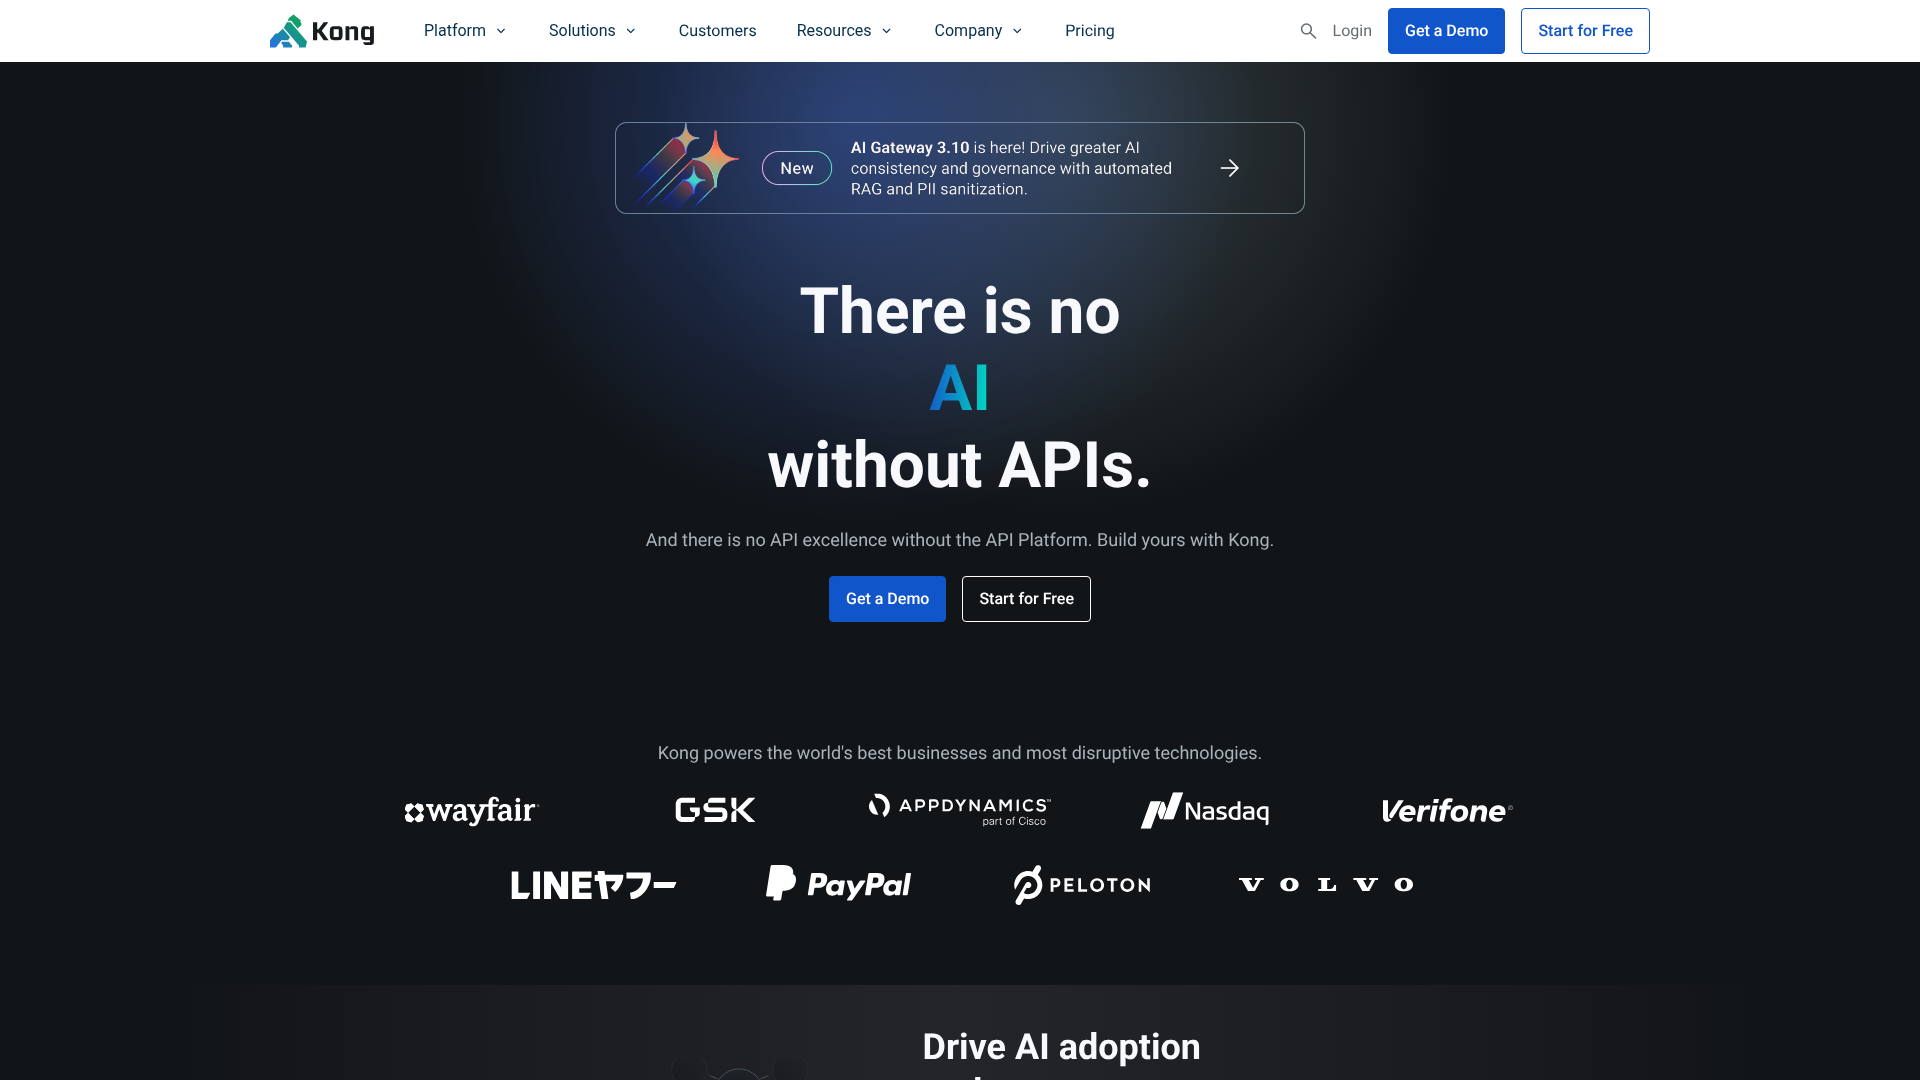 Kong
Platform
Solutions
Customers
Resources
Company
Pricing
Login
Get a Demo
Start for Free
New
AI Gateway 3.10 is here! Drive greater AI
consistency and governance with automated
RAG and PII sanitization.
There is no
AI
without APIs.
And there is no API excellence without the API Platform. Build yours with Kong.
Get a Demo
Start for Free
Kong powers the world's best businesses and most disruptive technologies.
wayfair
GSK
APPDYNAMICS
part of Cisco
Nasdaq
Verifone
LINEヤフー
PayPal
PELOTON
VOLVO
Drive AI adoption